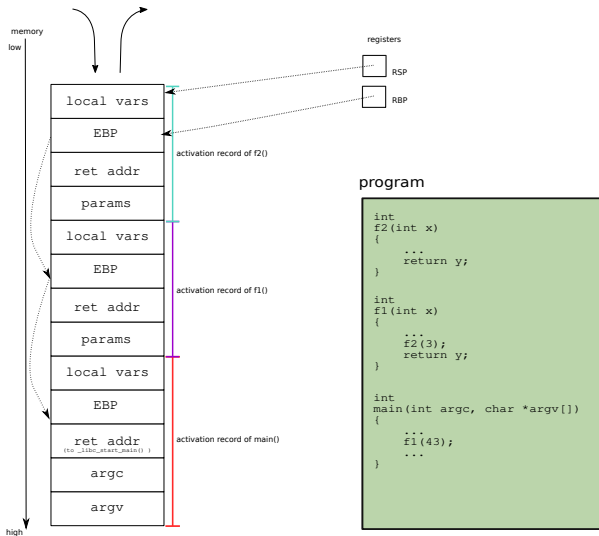 memory
low
registers
RSP
RBP
local vars
EBP
ret addr
params
activation record of f2()
local vars
EBP
ret addr
params
activation record of f1()
local vars
EBP
ret addr
(to _libc_start_main() )
argc
argv
activation record of main()
high
program
int
f2(int x)
{
...
return y;
}
int
f1(int x)
{
...
f2(3);
return y;
}
int
main(int argc, char *argv[])
{
...
f1(43);
...
}